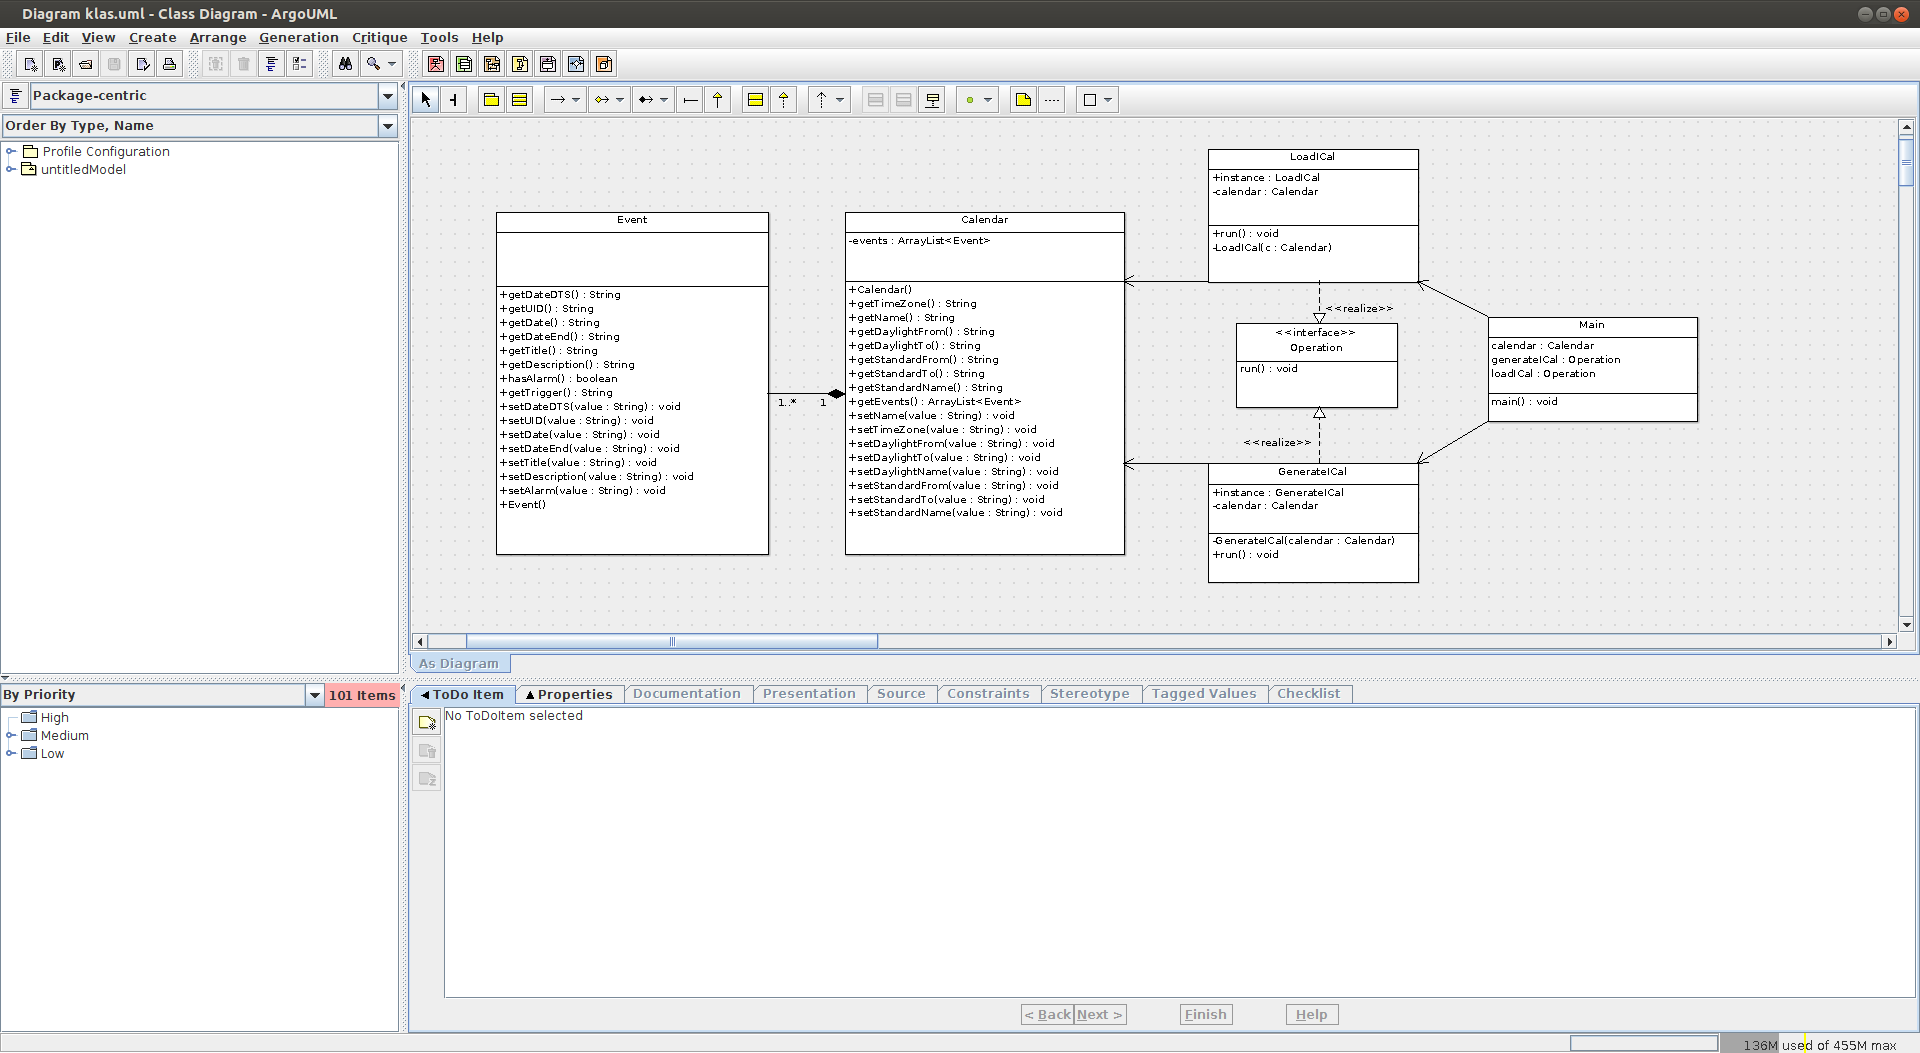 Diagram klas.uml - Class Diagram - ArgoUML
File Edit View Create Arrange Generation Critique Tools Help
Package-centric
Order By Type, Name
Profile Configuration
untitledModel
Event
+getDateDTS() : String
+getUID() : String
+getDate() : String
+getDateEnd() : String
+getTitle() : String
+getDescription() : String
+hasAlarm() : boolean
+getTrigger() : String
+setDateDTS(value : String) : void
+setUID(value : String) : void
+setDate(value : String) : void
+setDateEnd(value : String) : void
+setTitle(value : String) : void
+setDescription(value : String) : void
+setAlarm(value : String) : void
+Event()
1..* 1
Calendar
-events : ArrayList<Event>
+Calendar()
+getTimeZone() : String
+getName() : String
+getDaylightFrom() : String
+getDaylightTo() : String
+getStandardFrom() : String
+getStandardTo() : String
+getStandardName() : String
+getEvents() : ArrayList<Event>
+setName(value : String) : void
+setTimeZone(value : String) : void
+setDaylightFrom(value : String) : void
+setDaylightTo(value : String) : void
+setDaylightName(value : String) : void
+setStandardFrom(value : String) : void
+setStandardTo(value : String) : void
+setStandardName(value : String) : void
LoadICal
+instance : LoadICal
-calendar : Calendar
+run() : void
-LoadICal(c : Calendar)
<<realize>>
<<interface>>
Operation
run() : void
<<realize>>
GenerateICal
+instance : GenerateICal
-calendar : Calendar
-GenerateICal(calendar : Calendar)
+run() : void
Main
calendar : Calendar
generateICal : Operation
loadICal : Operation
main() : void
As Diagram
By Priority
101 Items
High
Medium
Low
ToDo Item Properties Documentation Presentation Source Constraints Stereotype Tagged Values Checklist
No ToDoItem selected
< Back Next > Finish Help
136M used of 455M max